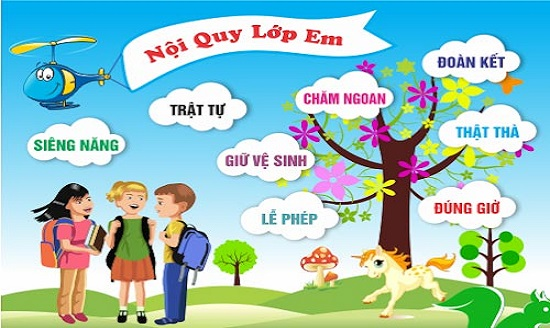 Nội Quy Lớp Em
ĐOÀN KẾT
TRẬT TỰ
CHĂM NGOAN
SIÊNG NĂNG
THẬT THÀ
GIỮ VỆ SINH
LỄ PHÉP
ĐÚNG GIỜ